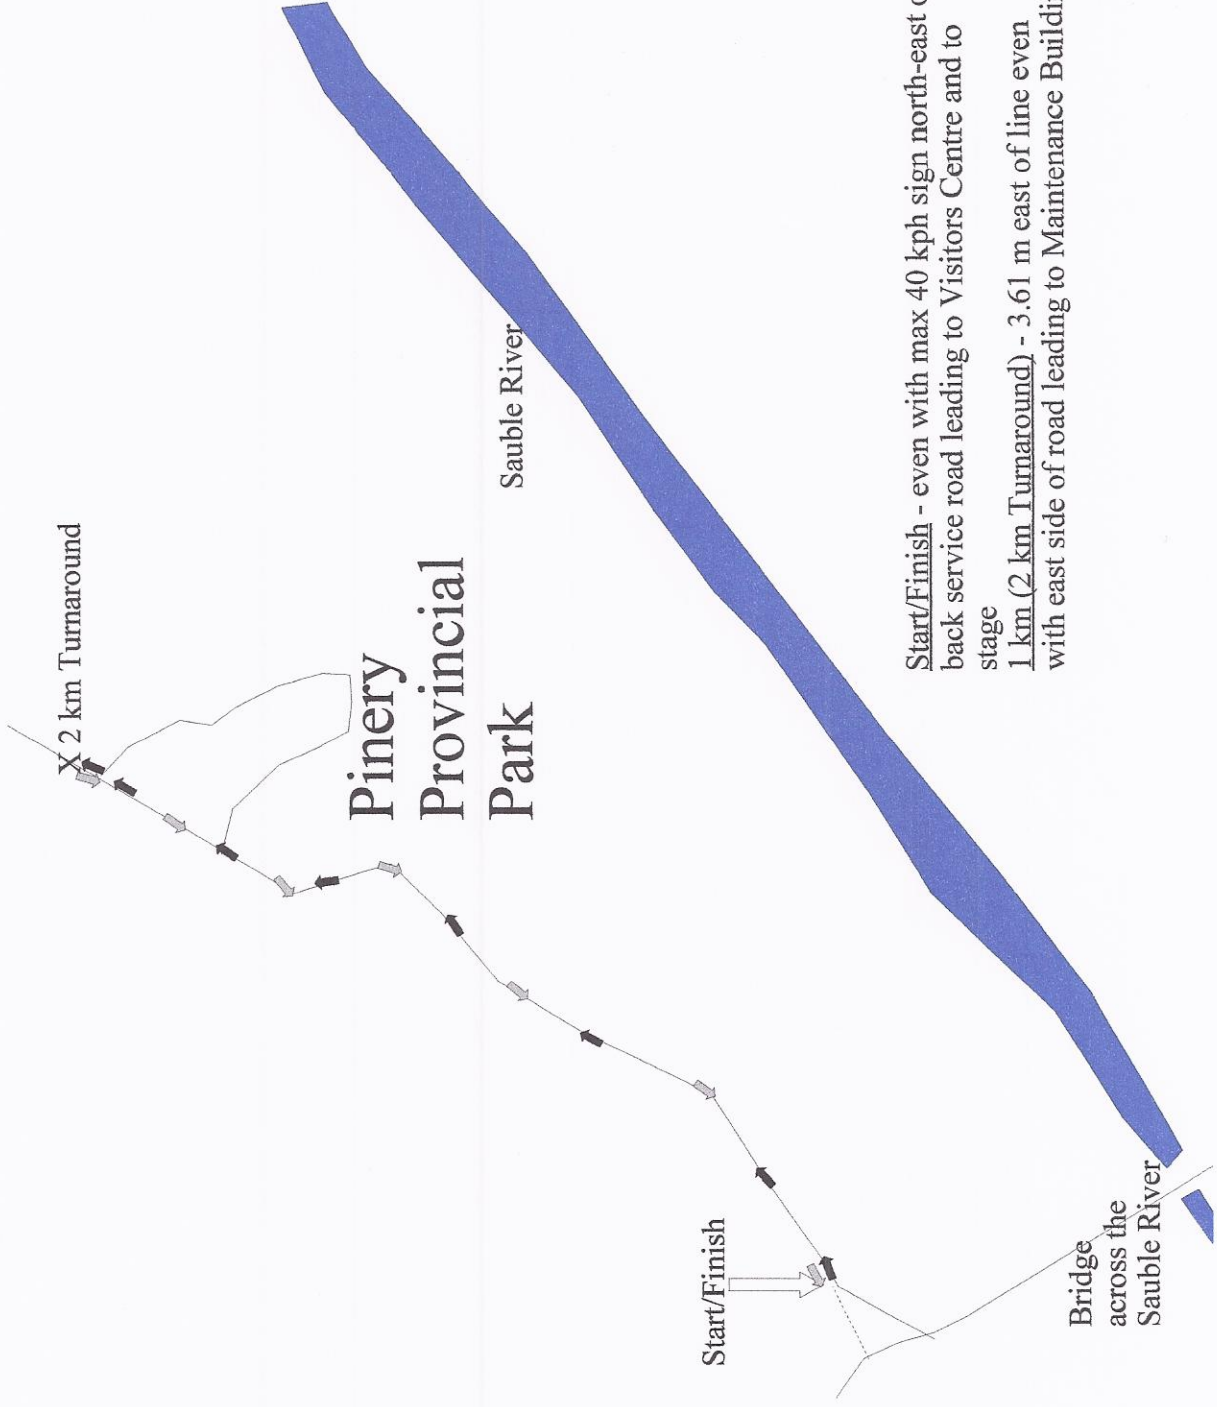 X 2 km Turnaround
Pinery
Provincial
Park
Sauble River
Start/Finish
Bridge
across the
Sauble River
Start/Finish - even with max 40 kph sign north-east
back service road leading to Visitors Centre and to
stage
1 km (2 km Turnaround) - 3.61 m east of line even
with east side of road leading to Maintenance